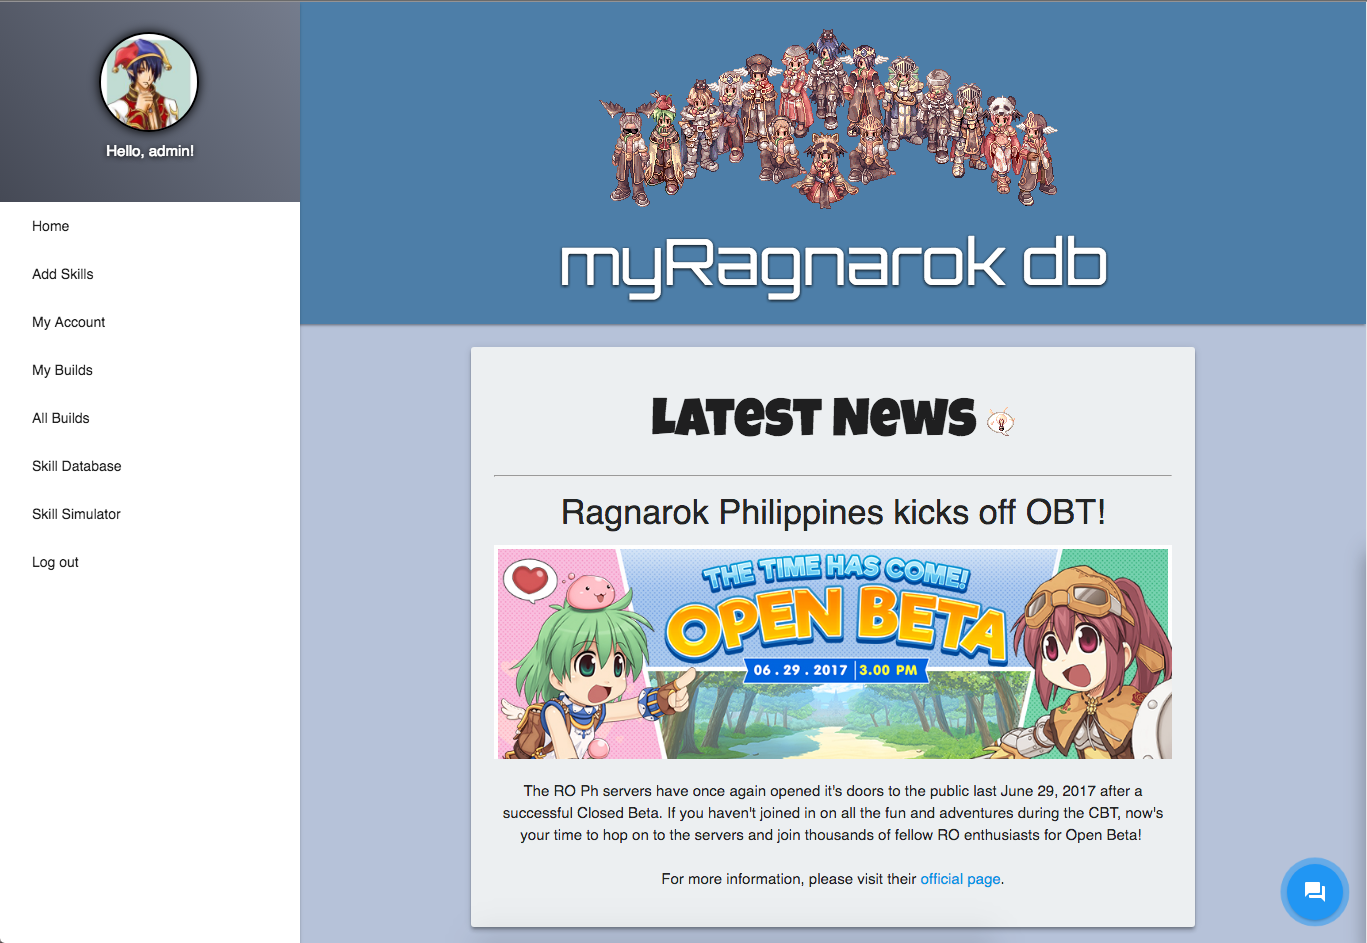 Hello, admin!
Home
Add Skills
My Account
My Builds
All Builds
Skill Database
Skill Simulator
Log out
myRagnarok db
Latest News
Ragnarok Philippines kicks off OBT!
THE TIME HAS COME!
OPEN BETA
06 . 29 . 2017 | 3.00 PM
The RO Ph servers have once again opened it's doors to the public last June 29, 2017 after a
successful Closed Beta. If you haven't joined in on all the fun and adventures during the CBT, now's
your time to hop on to the servers and join thousands of fellow RO enthusiasts for Open Beta!
For more information, please visit their official page.